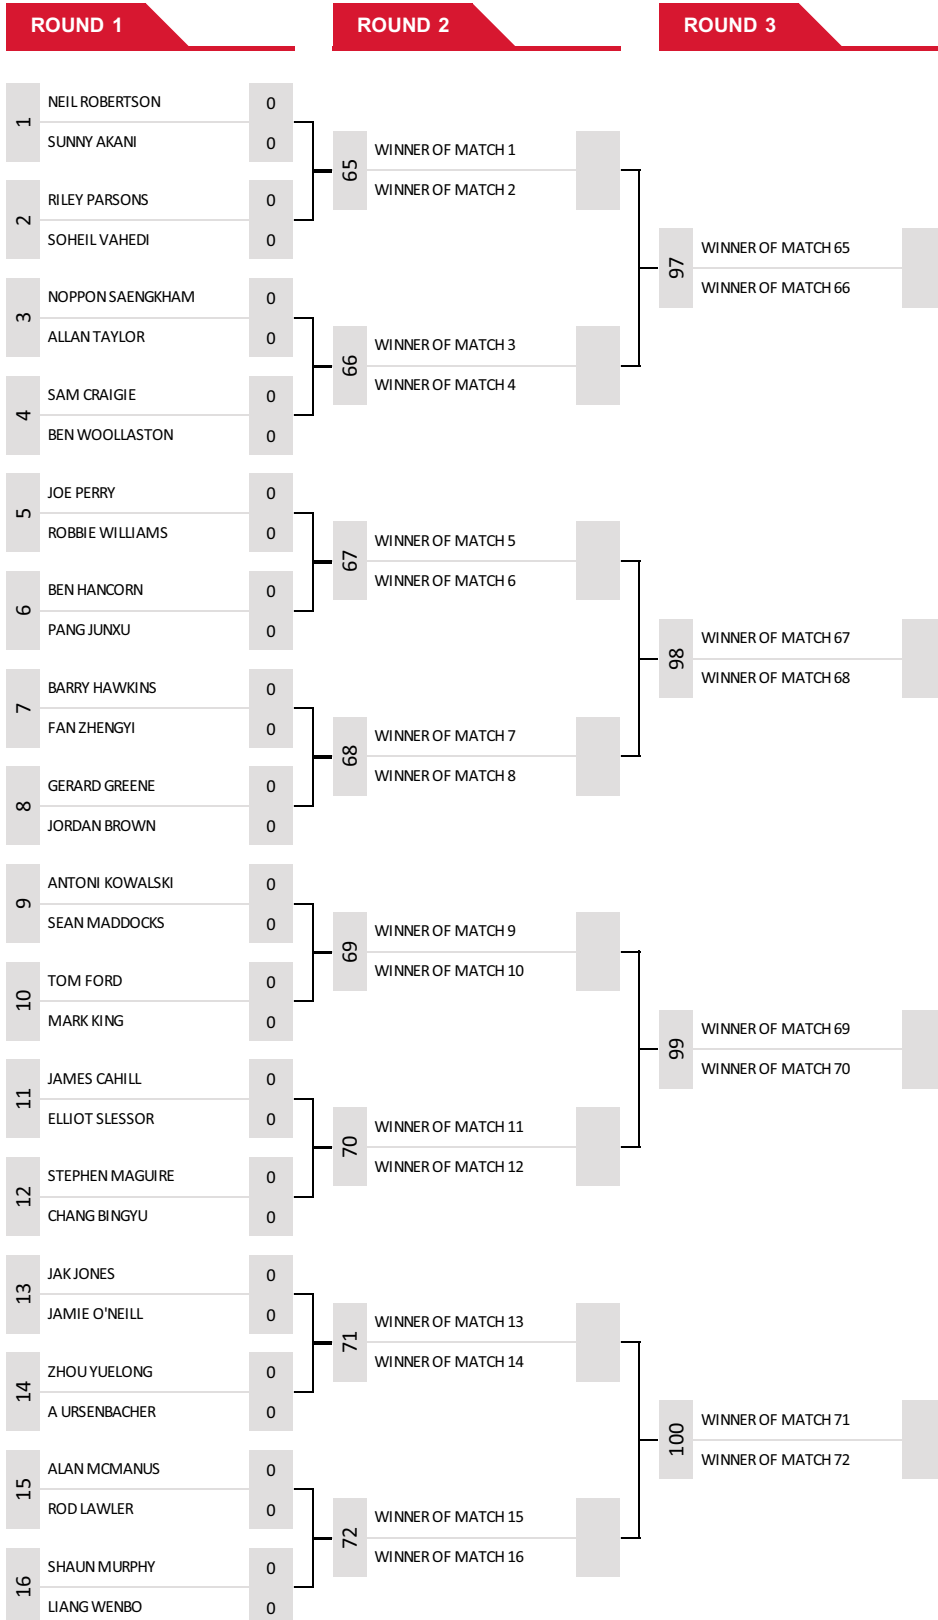 ROUND 1
ROUND 2
ROUND 3
1
NEIL ROBERTSON 0
SUNNY AKANI 0
2
RILEY PARSONS 0
SOHEIL VAHEDI 0
3
NOPPON SAENGKHAM 0
ALLAN TAYLOR 0
4
SAM CRAIGIE 0
BEN WOOLLASTON 0
5
JOE PERRY 0
ROBBIE WILLIAMS 0
6
BEN HANCORN 0
PANG JUNXU 0
7
BARRY HAWKINS 0
FAN ZHENGYI 0
8
GERARD GREENE 0
JORDAN BROWN 0
9
ANTONI KOWALSKI 0
SEAN MADDOCKS 0
10
TOM FORD 0
MARK KING 0
11
JAMES CAHILL 0
ELLIOT SLESSOR 0
12
STEPHEN MAGUIRE 0
CHANG BINGYU 0
13
JAK JONES 0
JAMIE O'NEILL 0
14
ZHOU YUELONG 0
A URSENBACHER 0
15
ALAN MCMANUS 0
ROD LAWLER 0
16
SHAUN MURPHY 0
LIANG WENBO 0
65
WINNER OF MATCH 1
WINNER OF MATCH 2
66
WINNER OF MATCH 3
WINNER OF MATCH 4
67
WINNER OF MATCH 5
WINNER OF MATCH 6
68
WINNER OF MATCH 7
WINNER OF MATCH 8
69
WINNER OF MATCH 9
WINNER OF MATCH 10
70
WINNER OF MATCH 11
WINNER OF MATCH 12
71
WINNER OF MATCH 13
WINNER OF MATCH 14
72
WINNER OF MATCH 15
WINNER OF MATCH 16
97
WINNER OF MATCH 65
WINNER OF MATCH 66
98
WINNER OF MATCH 67
WINNER OF MATCH 68
99
WINNER OF MATCH 69
WINNER OF MATCH 70
100
WINNER OF MATCH 71
WINNER OF MATCH 72